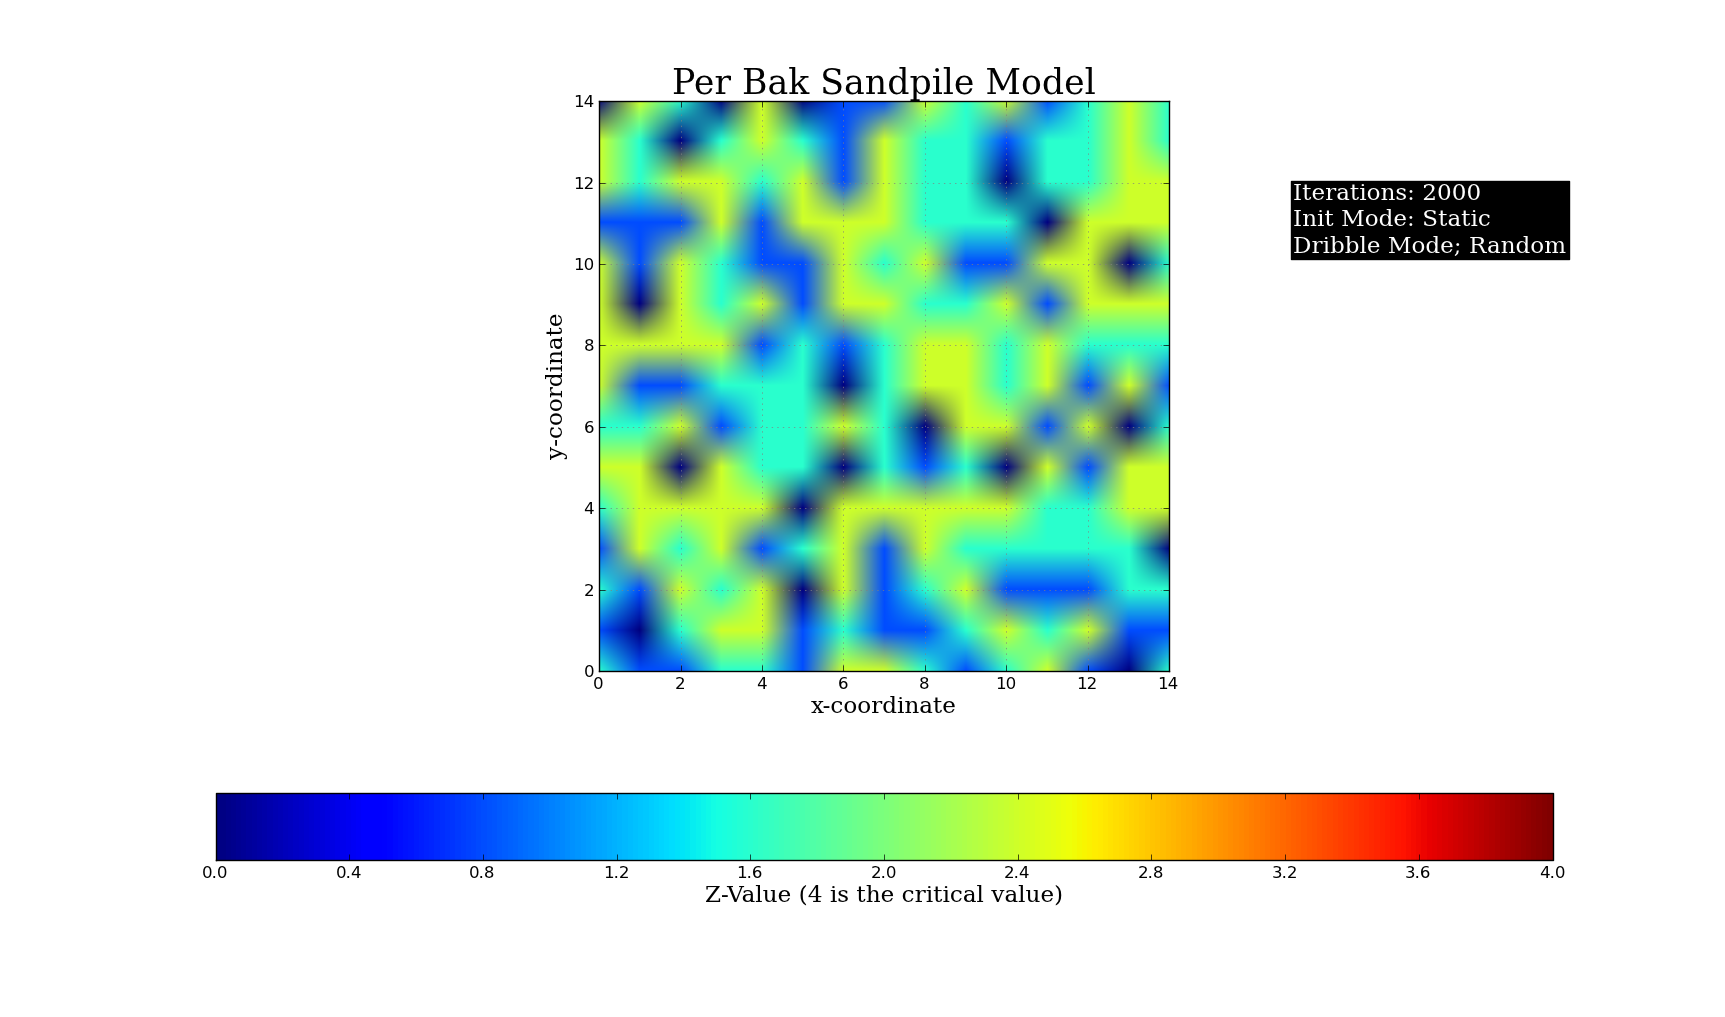 Per Bak Sandpile Model
14
12
10
8
6
4
2
0
y-coordinate
0 2 4 6 8 10 12 14
x-coordinate
Iterations: 2000
Init Mode: Static
Dribble Mode; Random
0.0 0.4 0.8 1.2 1.6 2.0 2.4 2.8 3.2 3.6 4.0
Z-Value (4 is the critical value)